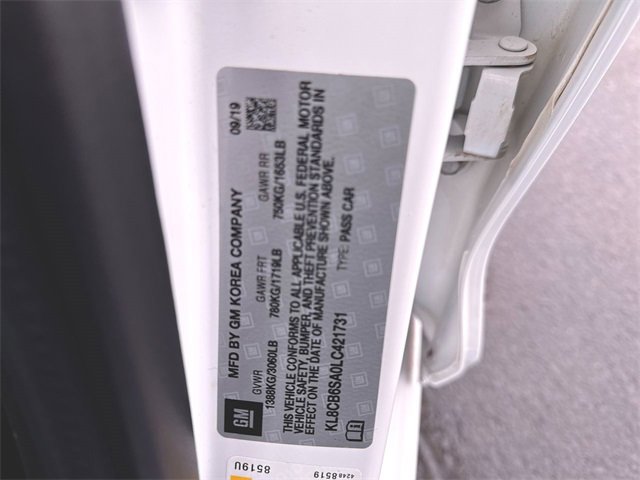 GM
MFD BY GM KOREA COMPANY 09/19
GVWR GAWR FRT GAWR RR
1388KG/3060LB 780KG/1719LB 750KG/1653LB
THIS VEHICLE CONFORMS TO ALL APPLICABLE U.S. FEDERAL MOTOR
VEHICLE SAFETY, BUMPER, AND THEFT PREVENTION STANDARDS IN
EFFECT ON THE DATE OF MANUFACTURE SHOWN ABOVE.
KL8CB6SA0LC421731 TYPE: PASS CAR
8519U
4248 8519